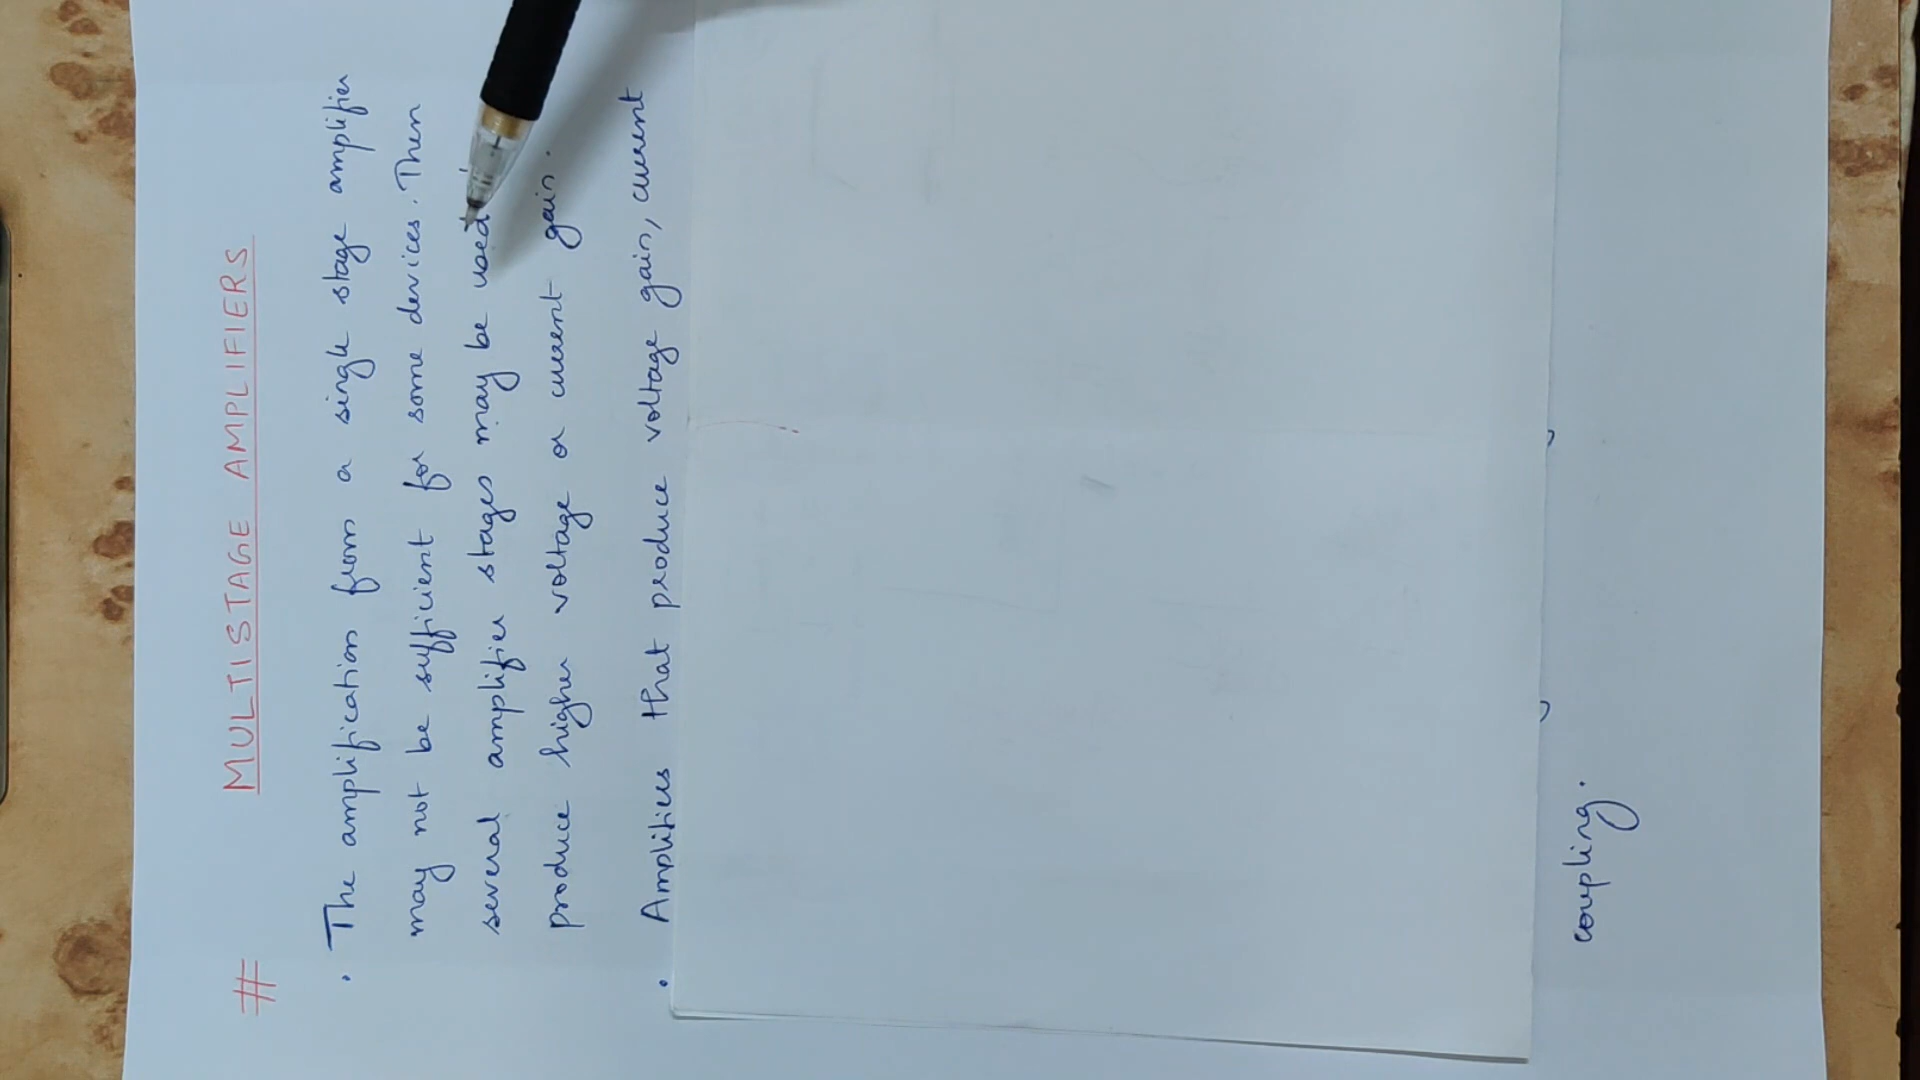 # MULTISTAGE AMPLIFIERS
• The amplification from a single stage amplifier
may not be sufficient for some devices. Then
several amplifier stages may be used
produce higher voltage or current gain.
• Amplifiers that produce voltage gain, current
coupling.